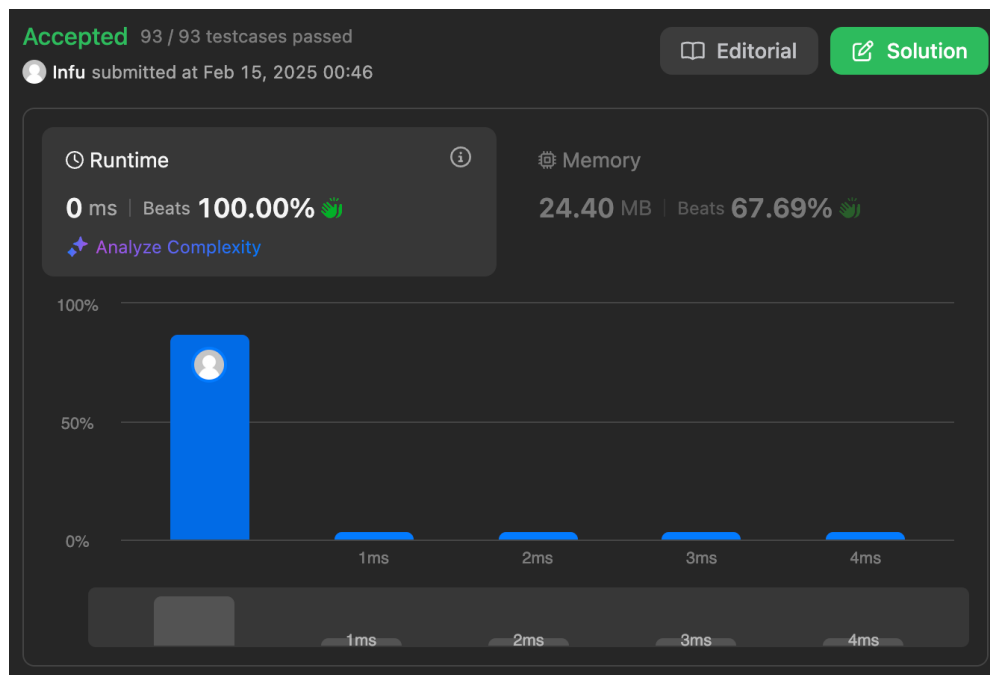 Accepted 93 / 93 testcases passed
Infu submitted at Feb 15, 2025 00:46
Editorial
Solution
Runtime
0 ms | Beats 100.00%
Analyze Complexity
Memory
24.40 MB | Beats 67.69%
100%
50%
0%
1ms 2ms 3ms 4ms
1ms 2ms 3ms 4ms